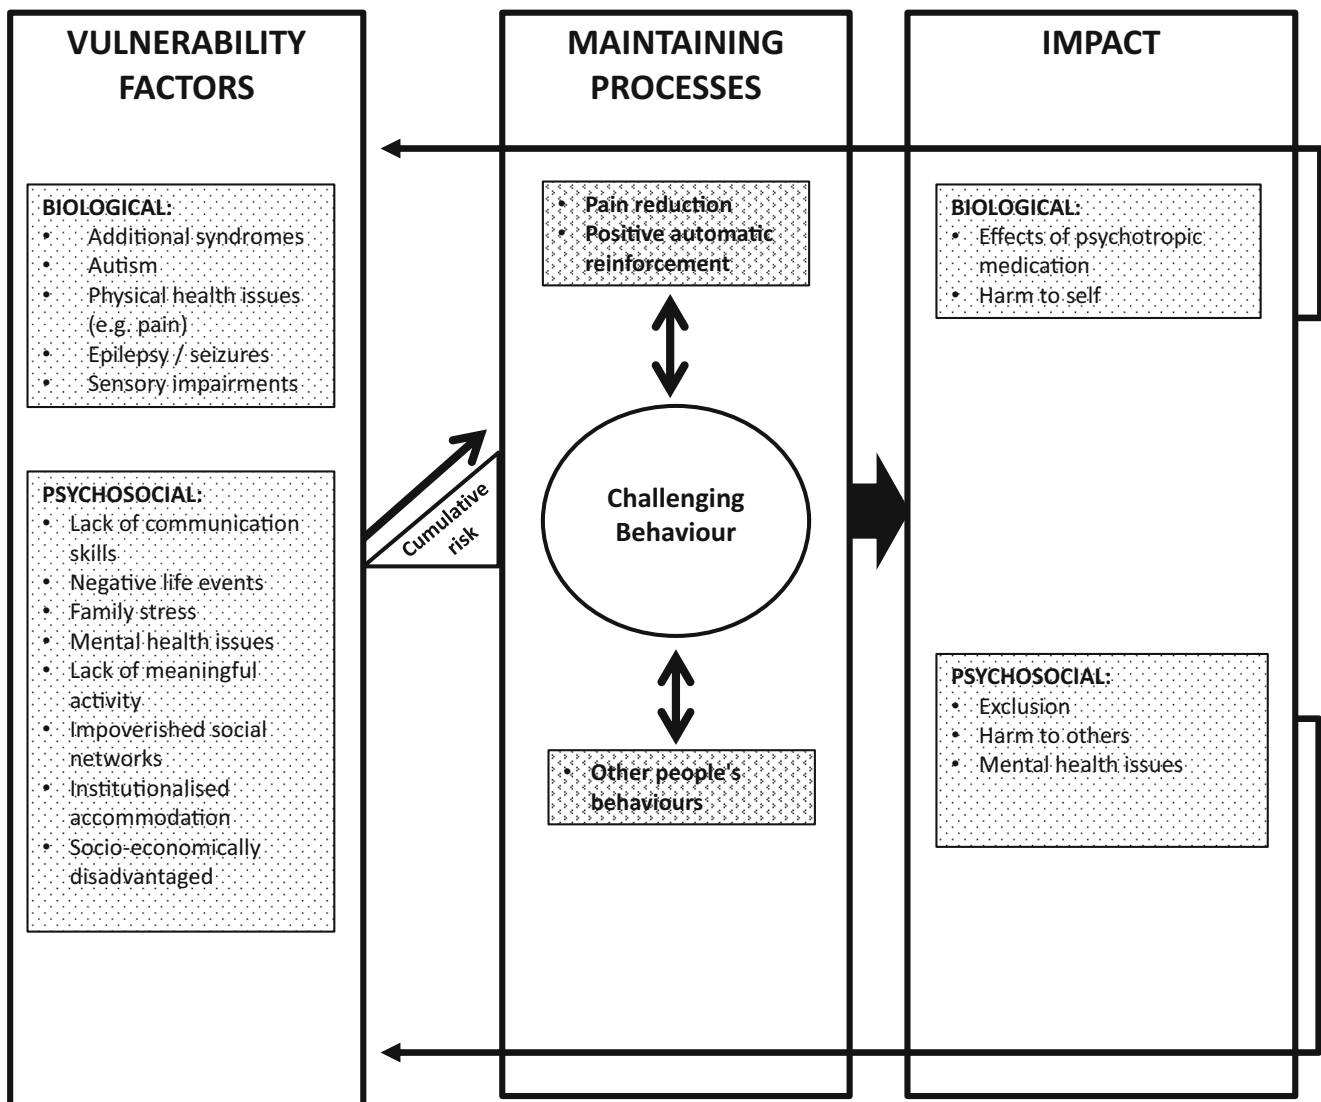 VULNERABILITY
FACTORS
BIOLOGICAL:
• Additional syndromes
• Autism
• Physical health issues
(e.g. pain)
• Epilepsy / seizures
• Sensory impairments
PSYCHOSOCIAL:
• Lack of communication
skills
• Negative life events
• Family stress
• Mental health issues
• Lack of meaningful
activity
• Impoverished social
networks
• Institutionalised
accommodation
• Socio-economically
disadvantaged
Cumulative
risk
MAINTAINING
PROCESSES
• Pain reduction
• Positive automatic
reinforcement
Challenging
Behaviour
• Other people's
behaviours
IMPACT
BIOLOGICAL:
• Effects of psychotropic
medication
• Harm to self
PSYCHOSOCIAL:
• Exclusion
• Harm to others
• Mental health issues